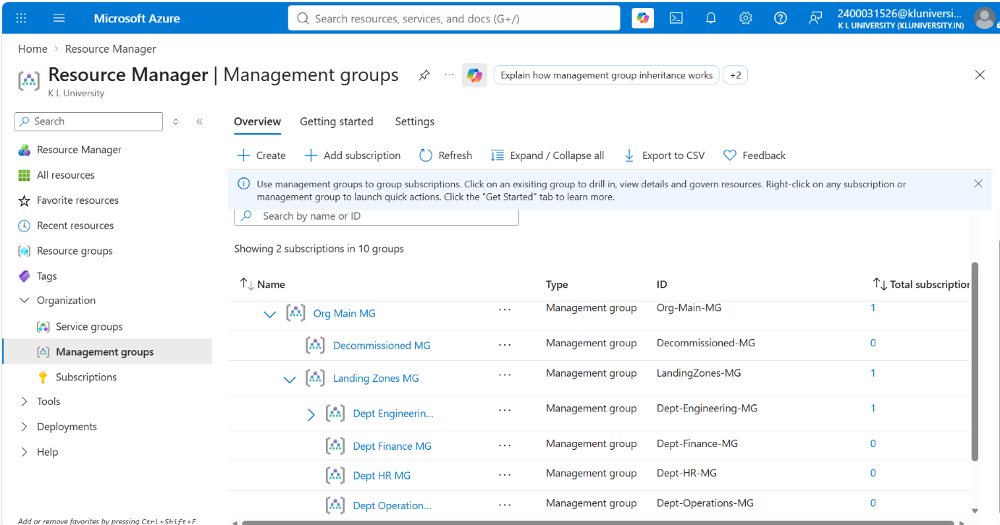 Microsoft Azure
Search resources, services, and docs (G+/)
2400031526@kluniversi...
K L UNIVERSITY (KLUNIVERSITY.IN)
Home > Resource Manager
Resource Manager | Management groups
...
Explain how management group inheritance works
+2
K L University
Search
Resource Manager
All resources
Favorite resources
Recent resources
Resource groups
Tags
Organization
Service groups
Management groups
Subscriptions
Tools
Deployments
Help
Add or remove favorites by pressing Ctrl+Shift+F
Overview Getting started Settings
Create Add subscription Refresh Expand / Collapse all Export to CSV Feedback
Use management groups to group subscriptions. Click on an exisiting group to drill in, view details and govern resources. Right-click on any subscription or
management group to launch quick actions. Click the "Get Started" tab to learn more.
Search by name or ID
Showing 2 subscriptions in 10 groups
Name Type ID Total subscription
Org Main MG ... Management group Org-Main-MG 1
Decommissioned MG ... Management group Decommissioned-MG 0
Landing Zones MG ... Management group LandingZones-MG 1
Dept Engineerin... ... Management group Dept-Engineering-MG 1
Dept Finance MG ... Management group Dept-Finance-MG 0
Dept HR MG ... Management group Dept-HR-MG 0
Dept Operation... ... Management group Dept-Operations-MG 0